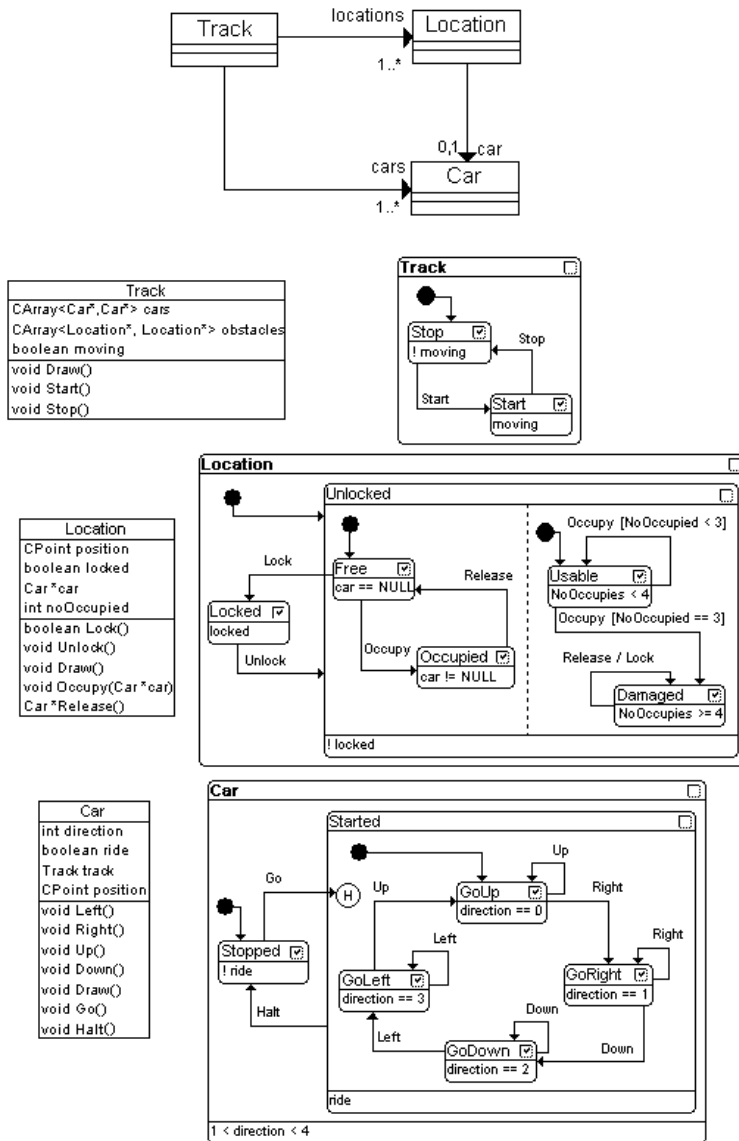 Track
locations
Location
1..*
0,1 car
cars
Car
1..*
Track
CArray<Car*,Car*> cars
CArray<Location*, Location*> obstacles
boolean moving
void Draw()
void Start()
void Stop()
Track
Stop
! moving
Stop
Start
Start
moving
Location
CPoint position
boolean locked
Car *car
int noOccupied
boolean Lock()
void Unlock()
void Draw()
void Occupy(Car *car)
Car *Release()
Location
Unlocked
Lock
Free
car == NULL
Release
Locked
locked
Unlock
Occupy
Occupied
car != NULL
Occupy [NoOccupied < 3]
Usable
NoOccupies < 4
Occupy [NoOccupied == 3]
Release / Lock
Damaged
NoOccupies >= 4
! locked
Car
int direction
boolean ride
Track track
CPoint position
void Left()
void Right()
void Up()
void Down()
void Draw()
void Go()
void Halt()
Car
Started
Go
H
Up
Up
GoUp
direction == 0
Right
Stopped
! ride
Left
GoLeft
direction == 3
Right
GoRight
direction == 1
Halt
Left
Down
GoDown
direction == 2
Down
ride
1 < direction < 4